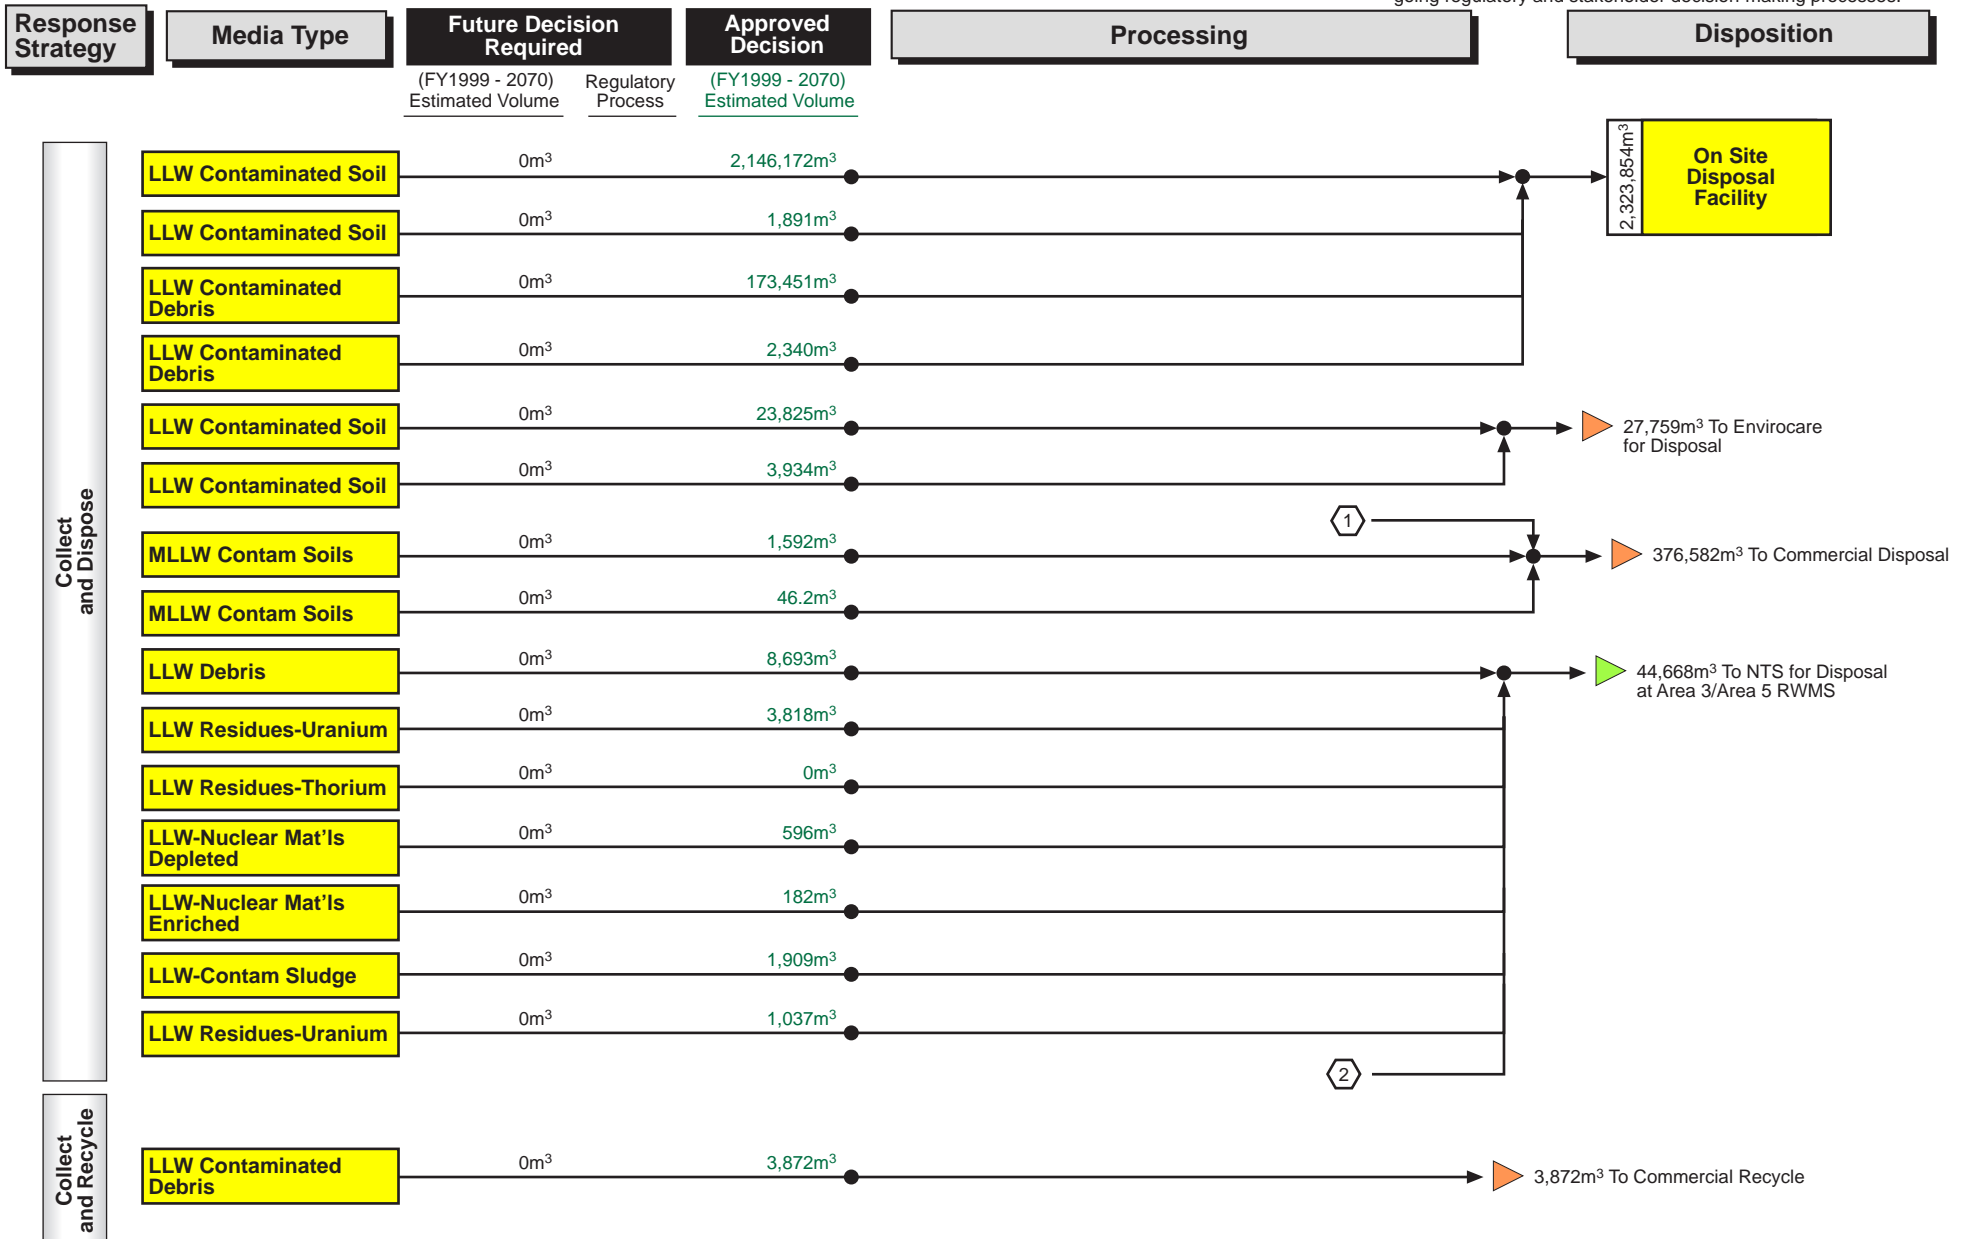 going regulatory and stakeholder decision-making processes.
Response
Strategy
Media Type
Future Decision
Required
Approved
Decision
Processing
Disposition
(FY1999 - 2070)
Estimated Volume
Regulatory
Process
(FY1999 - 2070)
Estimated Volume
Collect
and Dispose
LLW Contaminated Soil
0m³
2,146,172m³
2,323,854m³
On Site
Disposal
Facility
LLW Contaminated Soil
0m³
1,891m³
LLW Contaminated
Debris
0m³
173,451m³
LLW Contaminated
Debris
0m³
2,340m³
LLW Contaminated Soil
0m³
23,825m³
27,759m³ To Envirocare
for Disposal
LLW Contaminated Soil
0m³
3,934m³
1
MLLW Contam Soils
0m³
1,592m³
376,582m³ To Commercial Disposal
MLLW Contam Soils
0m³
46.2m³
LLW Debris
0m³
8,693m³
44,668m³ To NTS for Disposal
at Area 3/Area 5 RWMS
LLW Residues-Uranium
0m³
3,818m³
LLW Residues-Thorium
0m³
0m³
LLW-Nuclear Mat'ls
Depleted
0m³
596m³
LLW-Nuclear Mat'ls
Enriched
0m³
182m³
LLW-Contam Sludge
0m³
1,909m³
LLW Residues-Uranium
0m³
1,037m³
2
Collect
and Recycle
LLW Contaminated
Debris
0m³
3,872m³
3,872m³ To Commercial Recycle